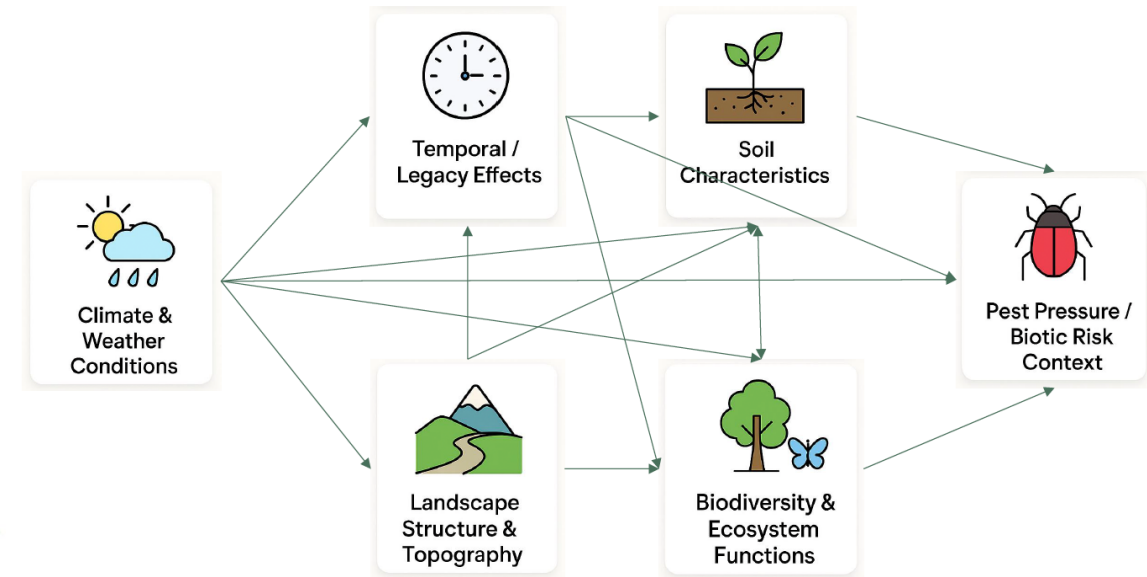 Temporal /
Legacy Effects
Soil
Characteristics
Climate &
Weather
Conditions
Pest Pressure /
Biotic Risk
Context
Landscape
Structure &
Topography
Biodiversity &
Ecosystem
Functions